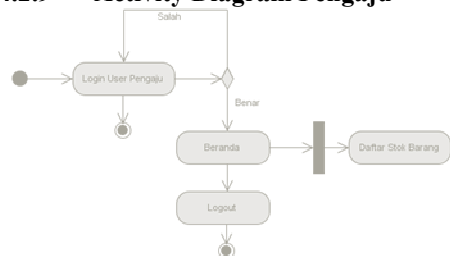 Activity Diagram Pengaju
Salah
Login User Pengaju
Benar
Beranda
Daftar Stok Barang
Logout